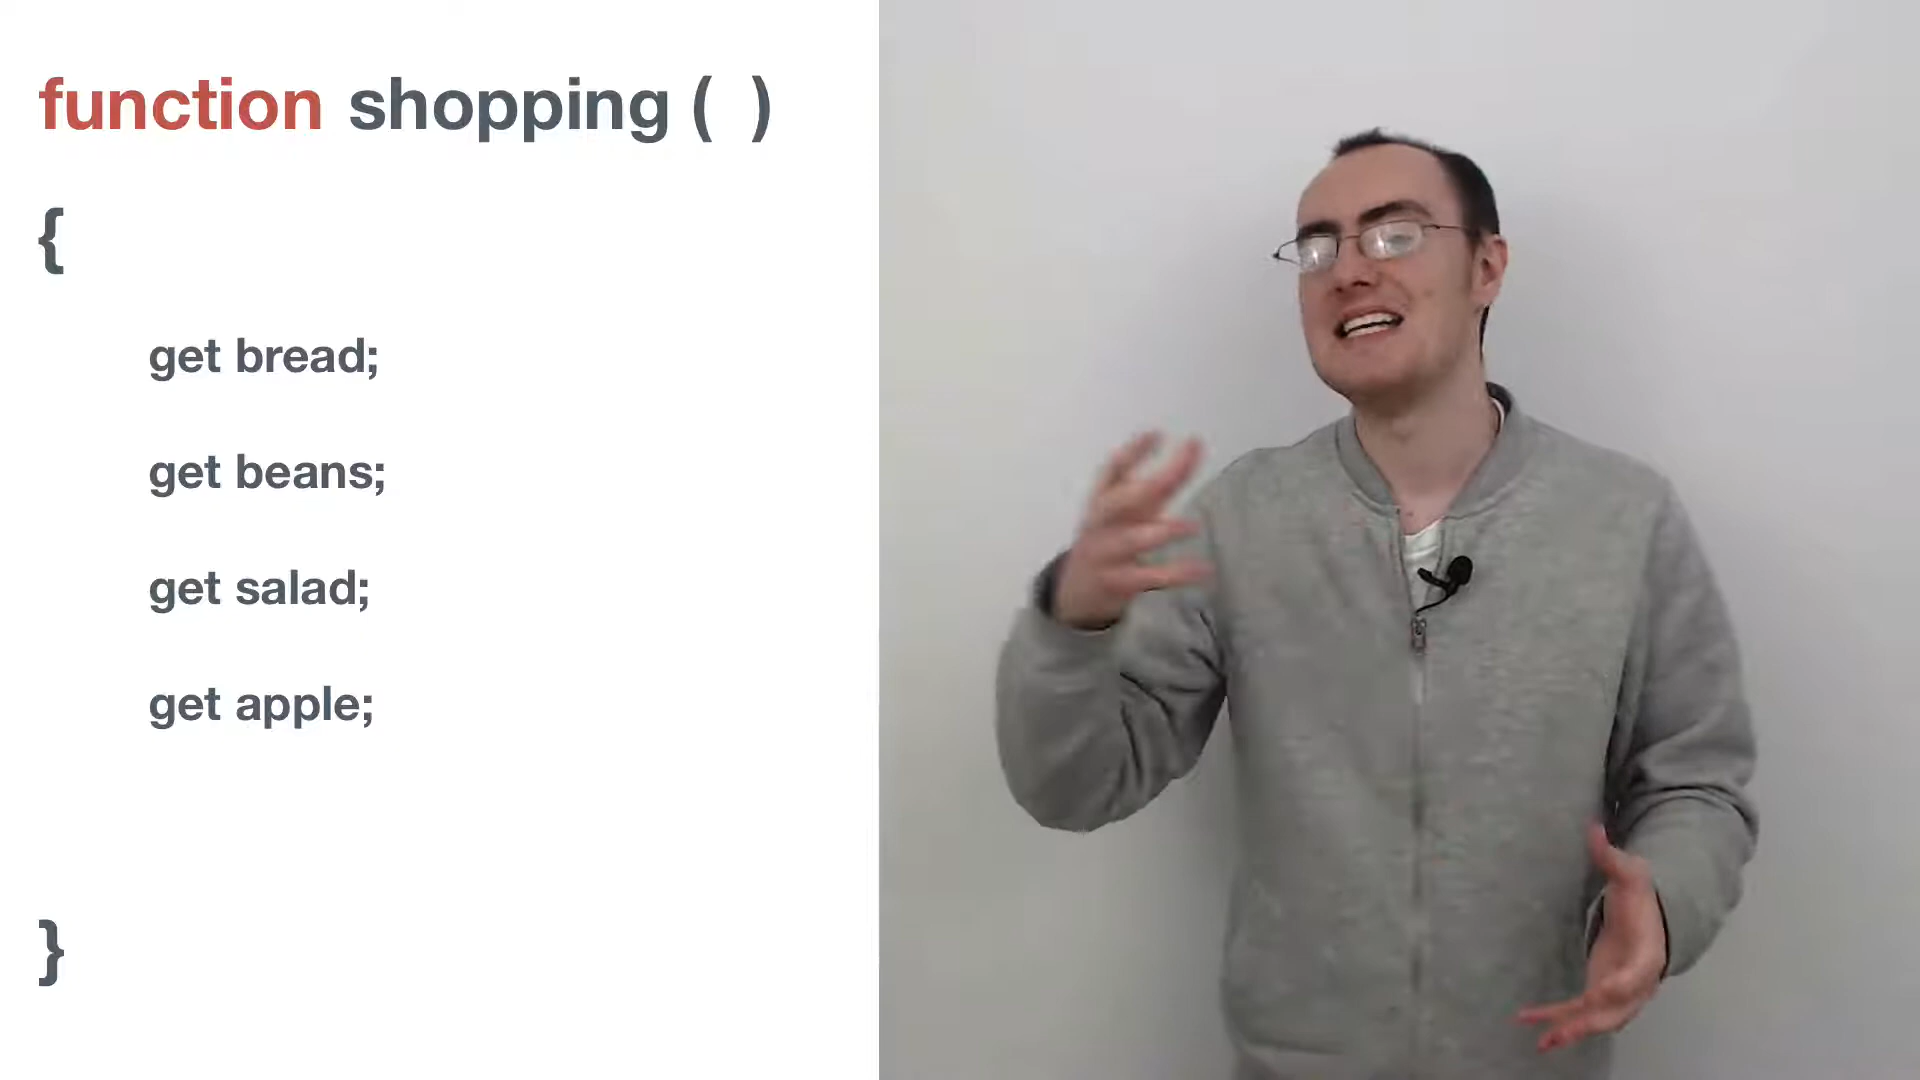 function shopping ( )
{
get bread;
get beans;
get salad;
get apple;
}